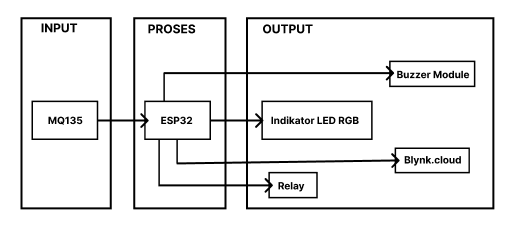 INPUT
PROSES
OUTPUT
Buzzer Module
MQ135
ESP32
Indikator LED RGB
Blynk.cloud
Relay